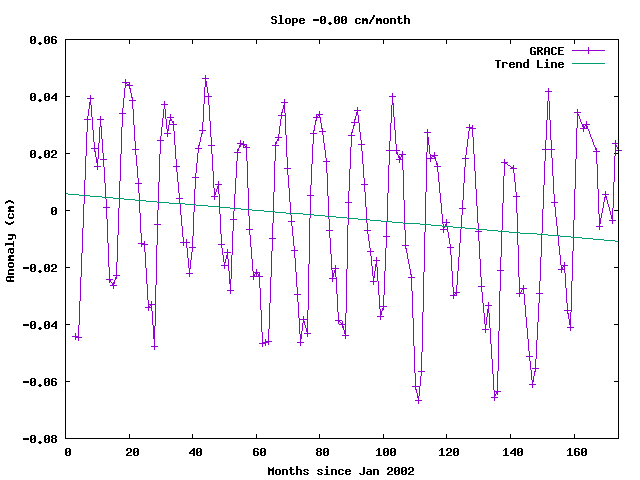 Slope -0.00 cm/month
GRACE
Trend Line
0.06
0.04
0.02
0
-0.02
-0.04
-0.06
-0.08
Anomaly (cm)
0 20 40 60 80 100 120 140 160
Months since Jan 2002